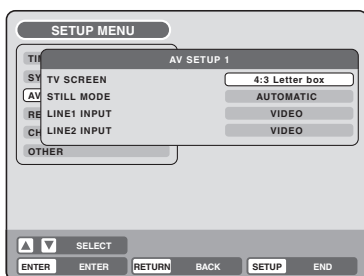 SETUP MENU
TI
AV SETUP 1
SY
TV SCREEN 4:3 Letter box
AV
STILL MODE AUTOMATIC
RE
LINE1 INPUT VIDEO
CH
LINE2 INPUT VIDEO
OTHER
SELECT
ENTER ENTER RETURN BACK SETUP END